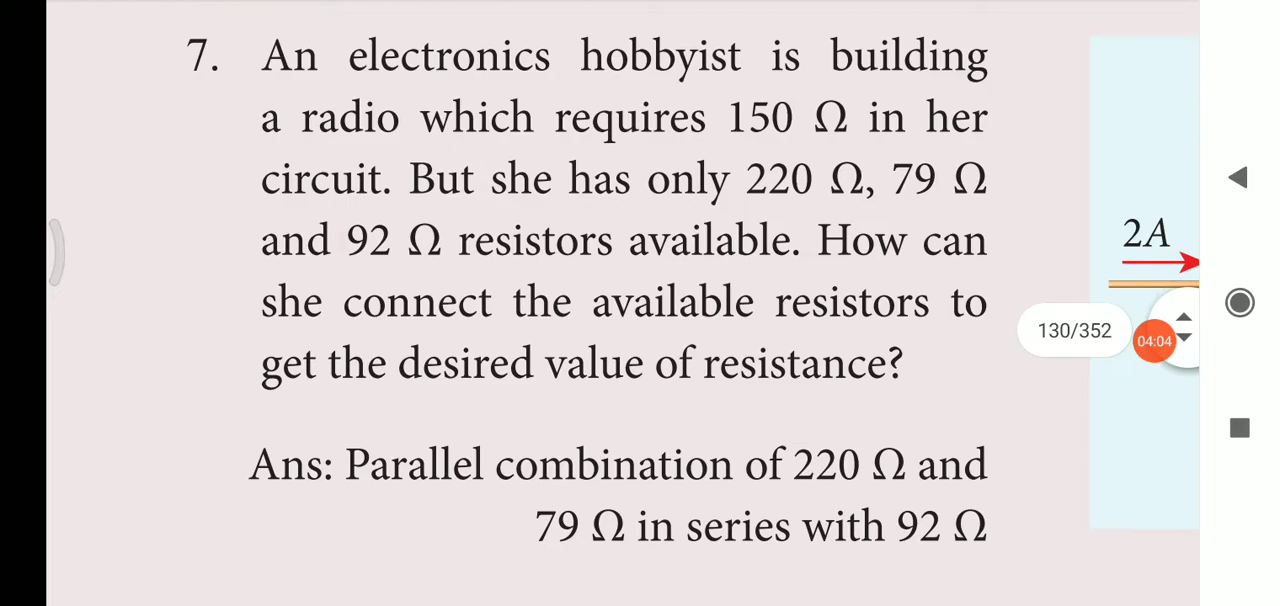 7. An electronics hobbyist is building
a radio which requires 150 Ω in her
circuit. But she has only 220 Ω, 79 Ω
and 92 Ω resistors available. How can
she connect the available resistors to
get the desired value of resistance?
Ans: Parallel combination of 220 Ω and
79 Ω in series with 92 Ω
2A
130/352
04:04